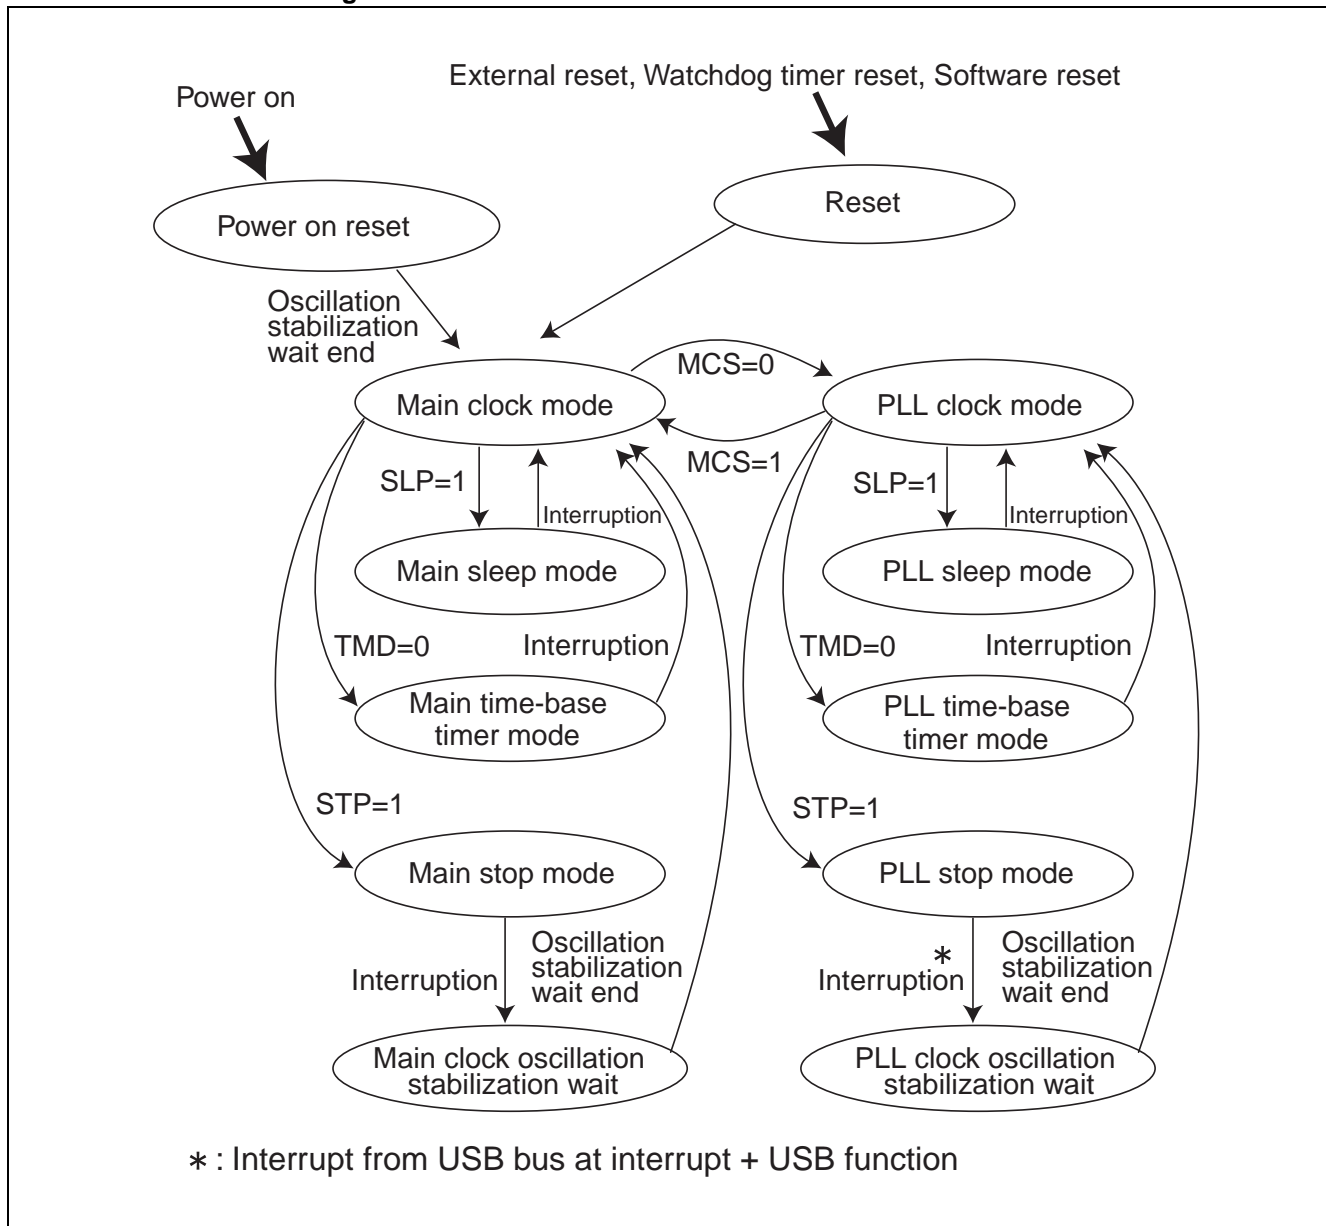 External reset, Watchdog timer reset, Software reset
Power on
Reset
Power on reset
Oscillation
stabilization
wait end
MCS=0
Main clock mode
PLL clock mode
MCS=1
SLP=1
Interruption
SLP=1
Interruption
Main sleep mode
PLL sleep mode
TMD=0
Interruption
TMD=0
Interruption
Main time-base
timer mode
PLL time-base
timer mode
STP=1
STP=1
Main stop mode
PLL stop mode
Interruption
Oscillation
stabilization
wait end
*
Interruption
Oscillation
stabilization
wait end
Main clock oscillation
stabilization wait
PLL clock oscillation
stabilization wait
* : Interrupt from USB bus at interrupt + USB function